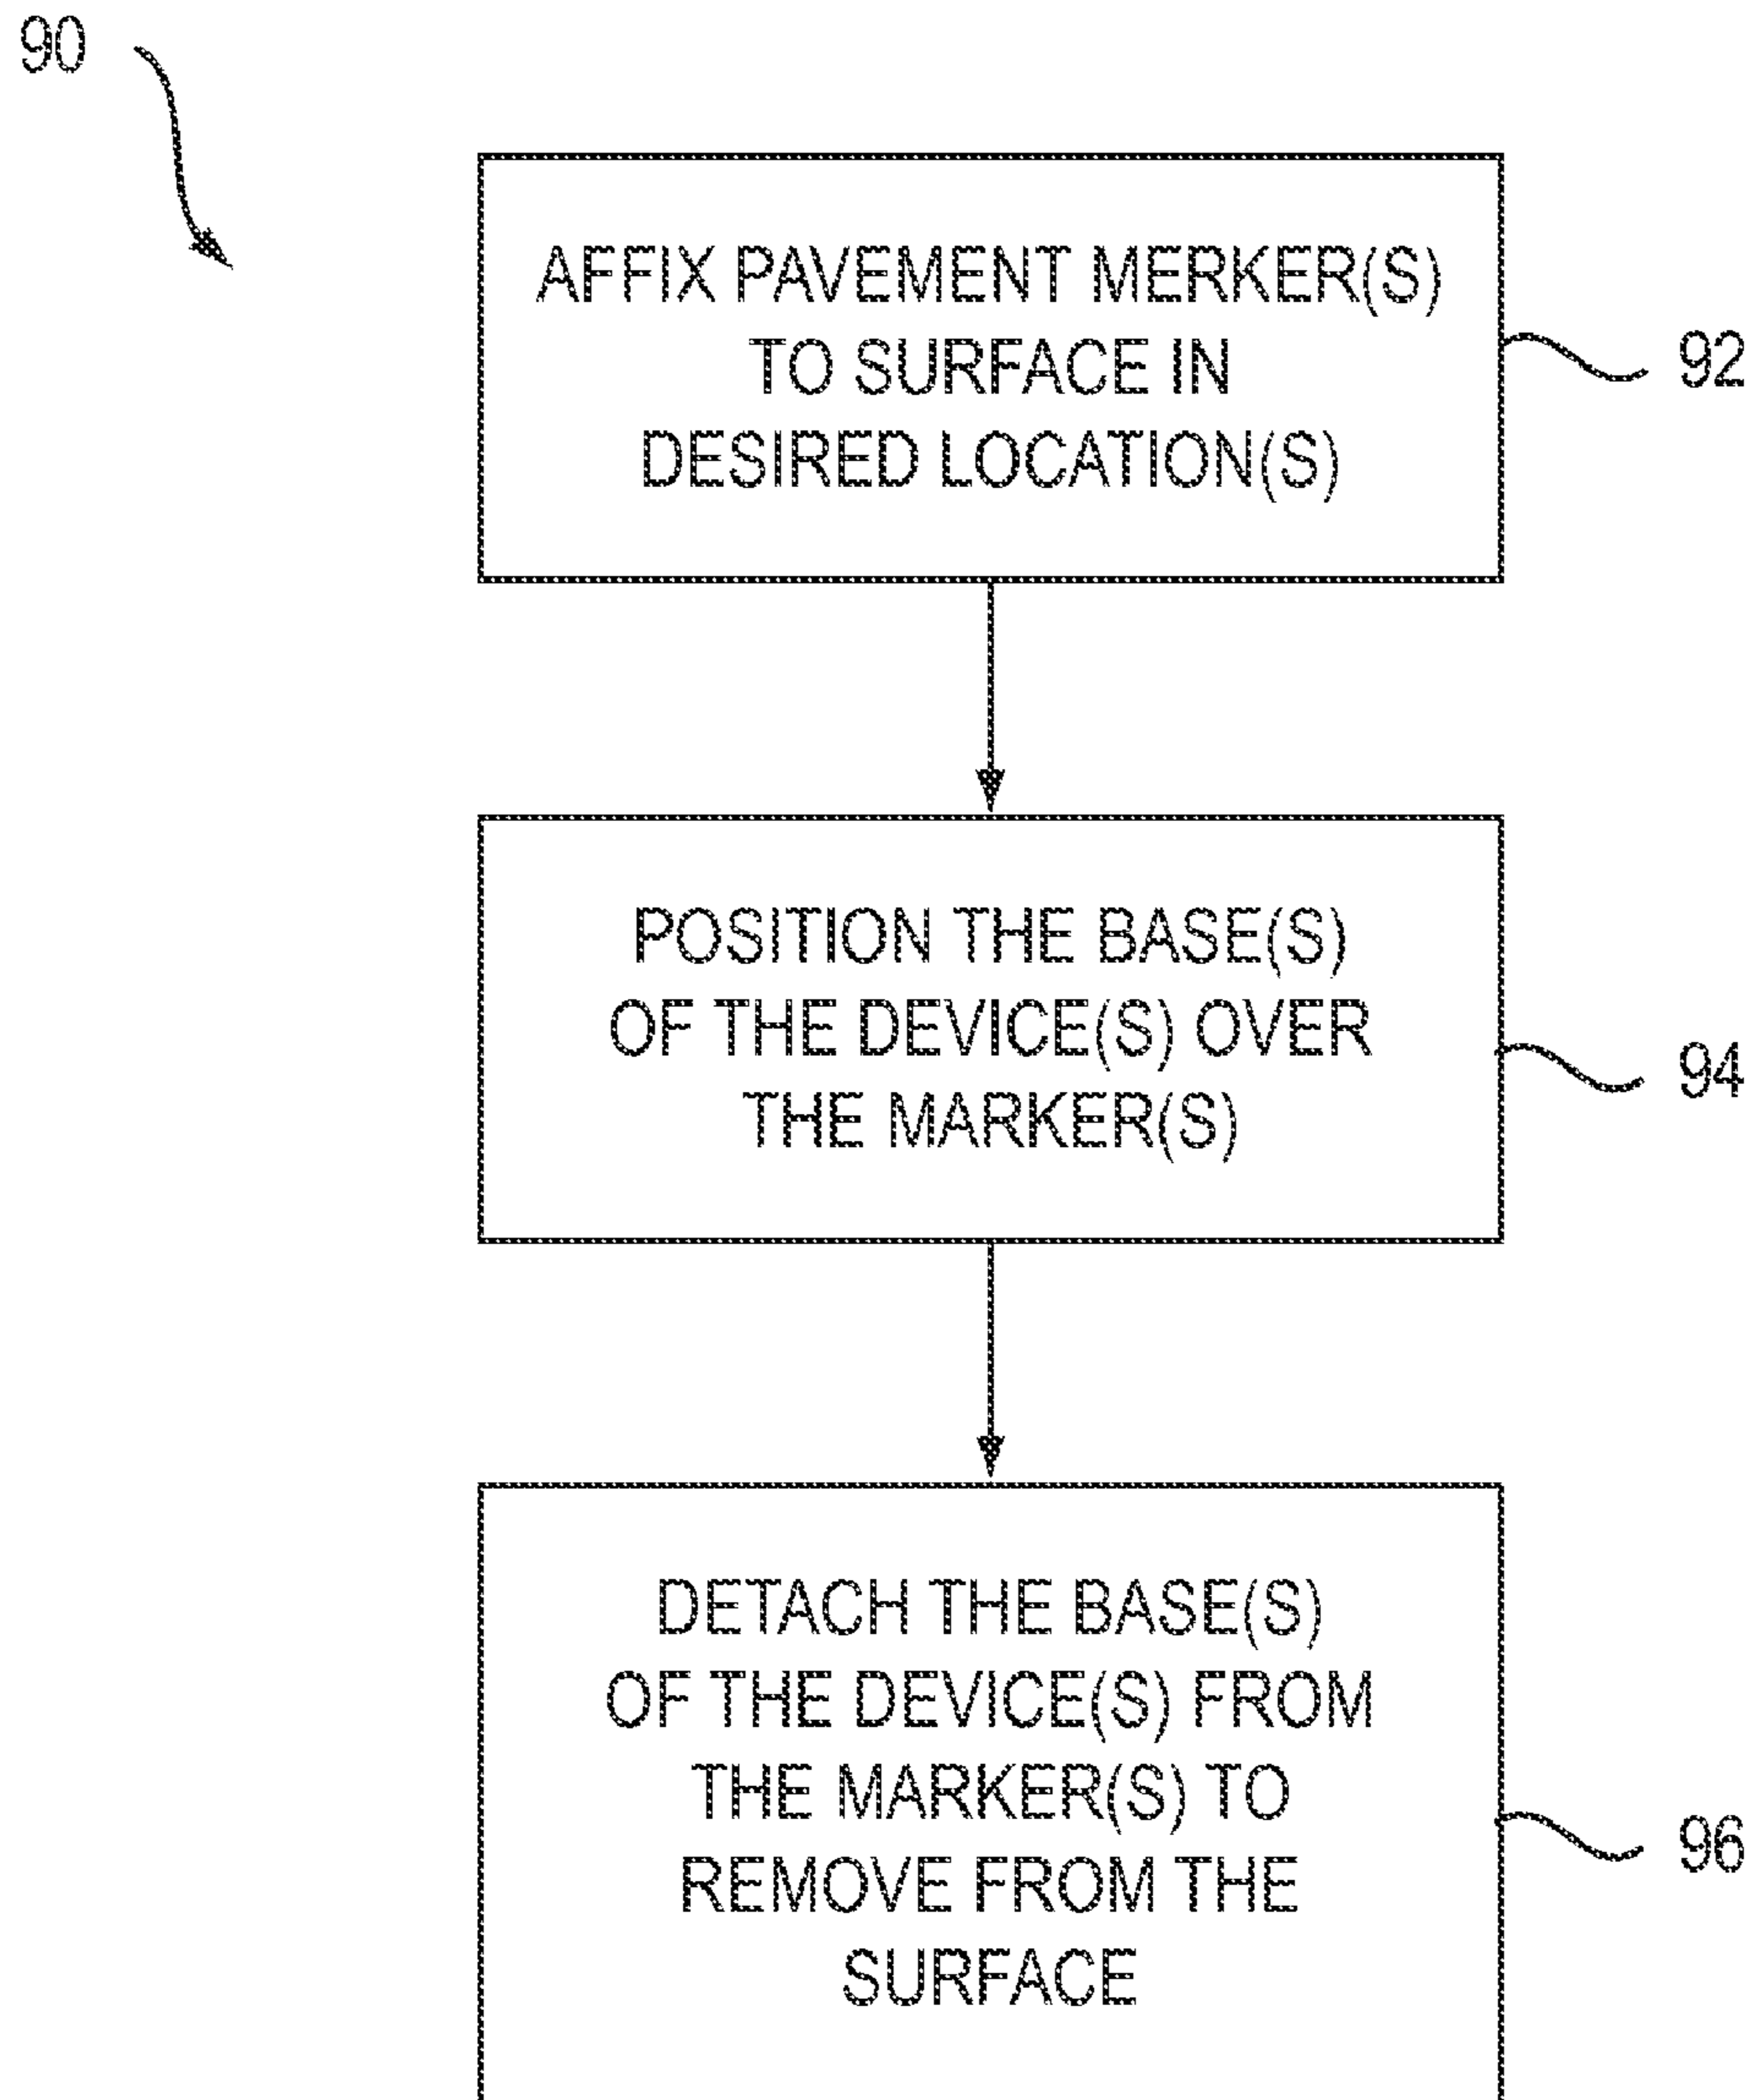 90
AFFIX PAVEMENT MERKER(S)
TO SURFACE IN
DESIRED LOCATION(S)
92
POSITION THE BASE(S)
OF THE DEVICE(S) OVER
THE MARKER(S)
94
DETACH THE BASE(S)
OF THE DEVICE(S) FROM
THE MARKER(S) TO
REMOVE FROM THE
SURFACE
96